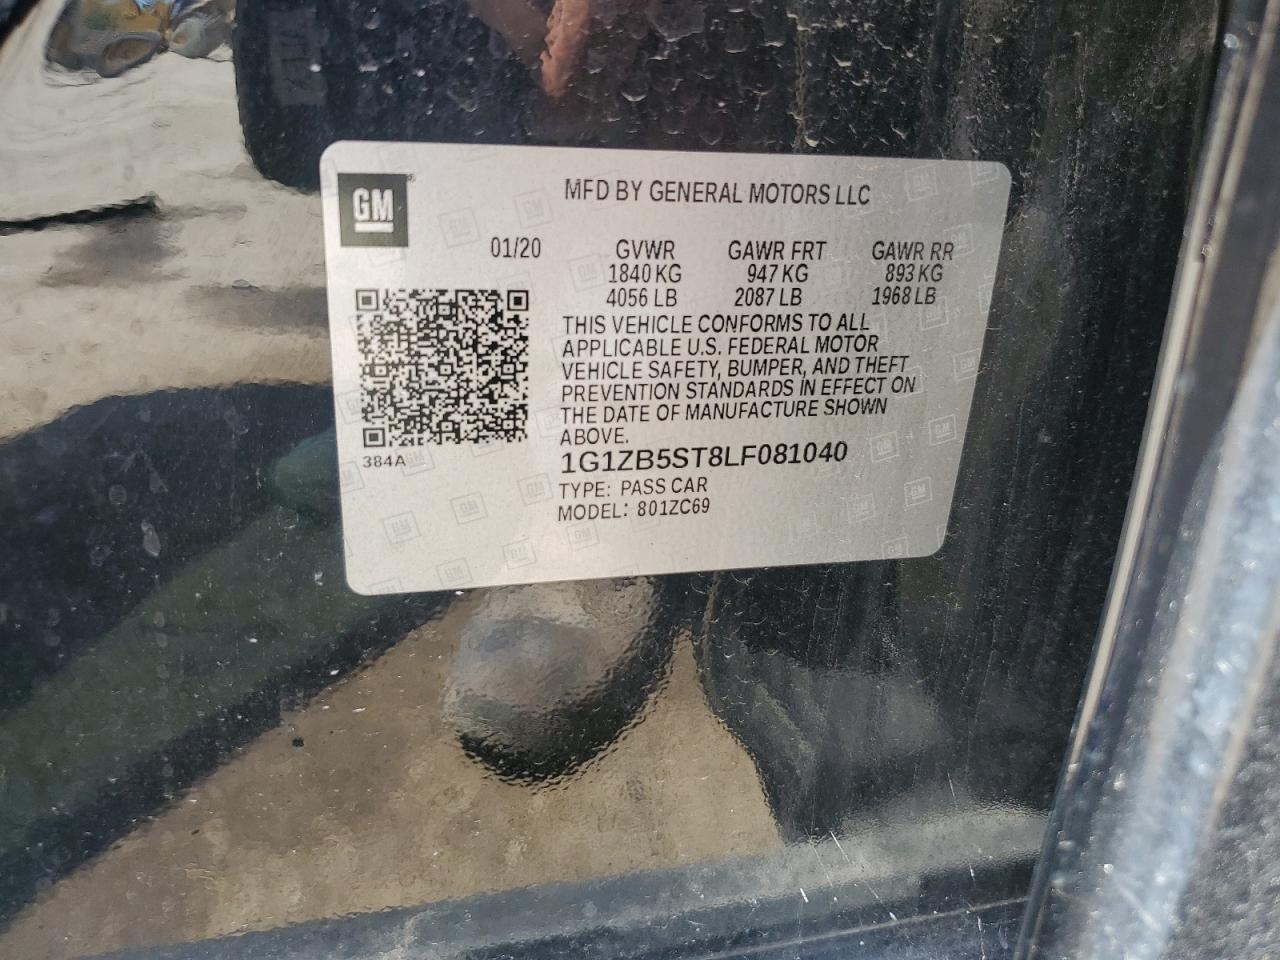 GM
MFD BY GENERAL MOTORS LLC
01/20 GVWR GAWR FRT GAWR RR
1840 KG 947 KG 893 KG
4056 LB 2087 LB 1968 LB
THIS VEHICLE CONFORMS TO ALL
APPLICABLE U.S. FEDERAL MOTOR
VEHICLE SAFETY, BUMPER, AND THEFT
PREVENTION STANDARDS IN EFFECT ON
THE DATE OF MANUFACTURE SHOWN
ABOVE.
384A
1G1ZB5ST8LF081040
TYPE: PASS CAR
MODEL: 801ZC69